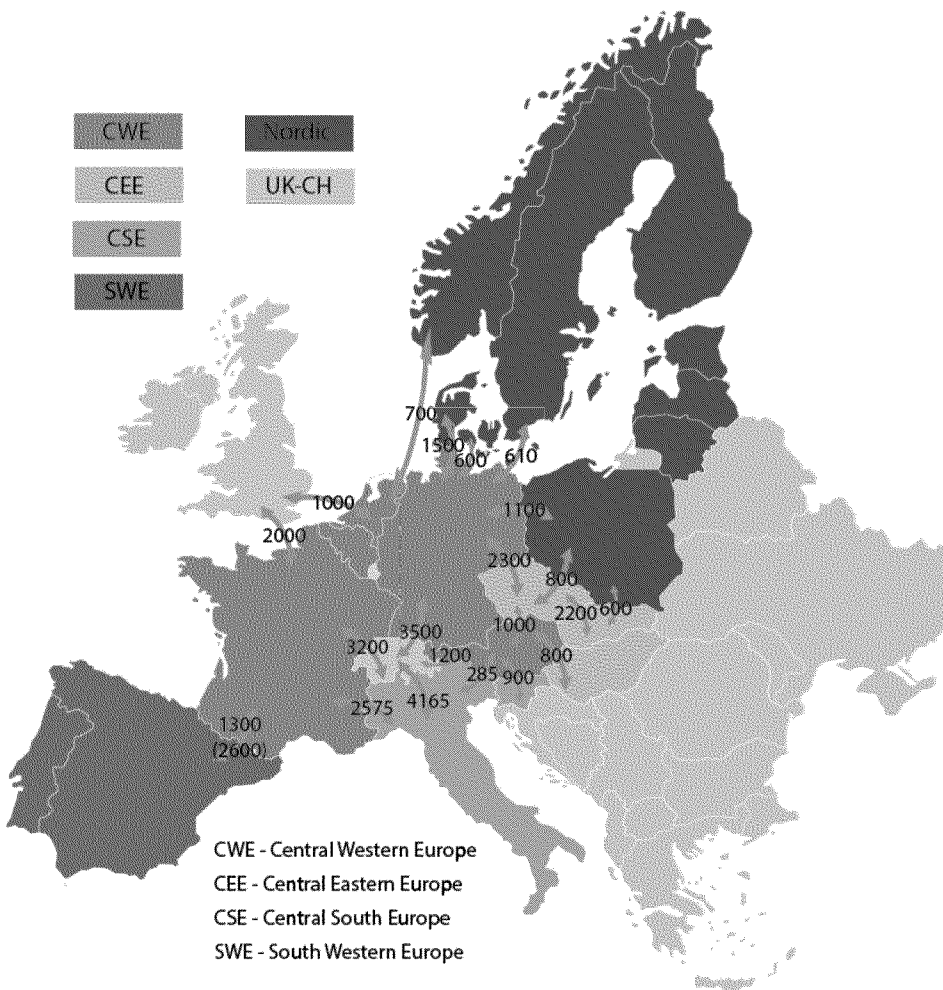 CWE
Nordic
CEE
UK-CH
CSE
SWE
700
1500
600
610
1000
1100
2000
2300
800
2200
600
1000
3500
3200
1200
800
285
900
4165
2575
1300
(2600)
CWE - Central Western Europe
CEE - Central Eastern Europe
CSE - Central South Europe
SWE - South Western Europe